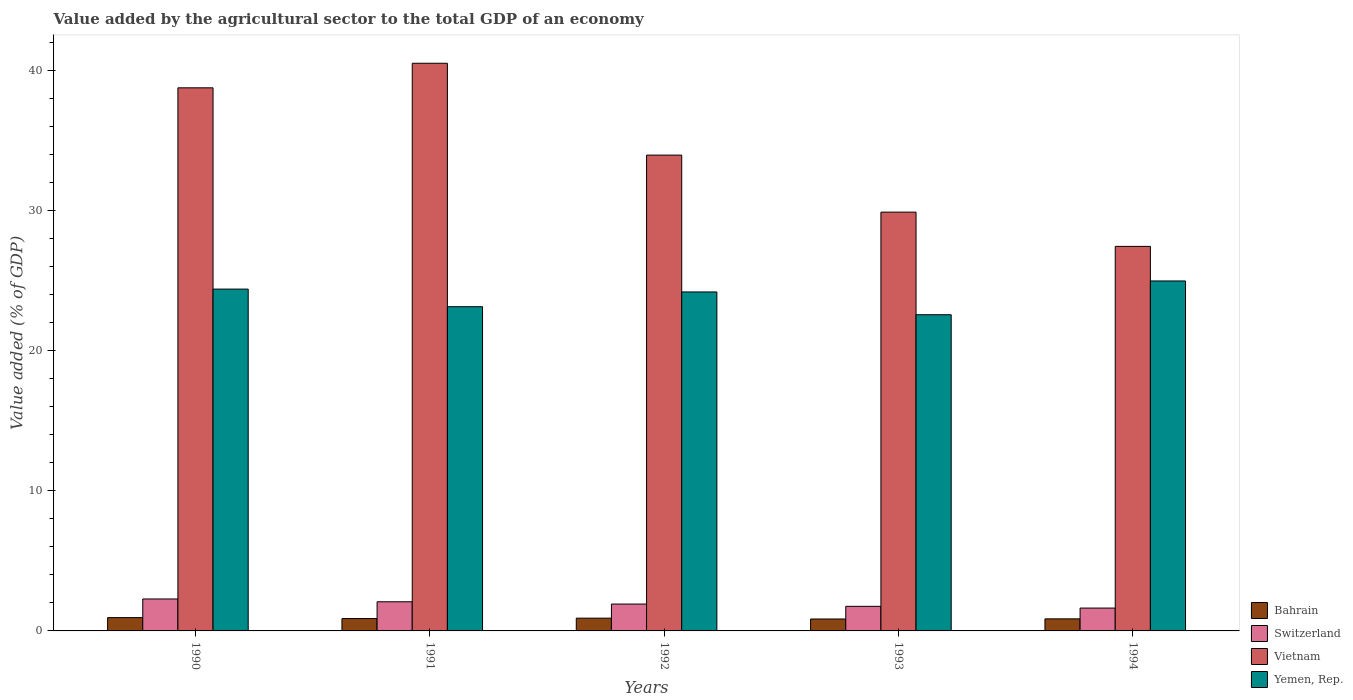 Value added by the agricultural sector to the total GDP of an economy
Value added (% of GDP)
40
30
20
10
0
1990
1991
1992
1993
1994
Years
Bahrain
Switzerland
Vietnam
Yemen, Rep.